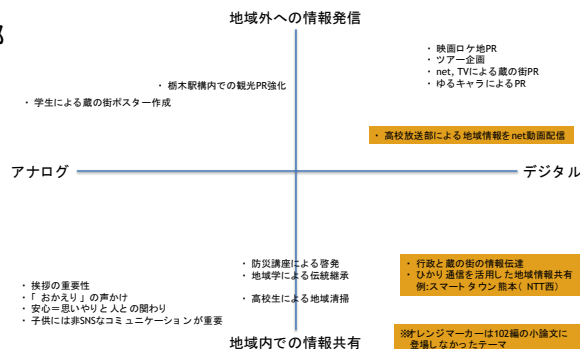 地域外への情報発信
・ 映画ロケ地PR
・ ツアー企画
・ net, TVによる蔵の街PR
・ ゆるキャラによるPR
・ 栃木駅構内での観光PR強化
・ 学生による蔵の街ポスター作成
・ 高校放送部による地域情報をnet動画配信
アナログ
デジタル
・ 防災講座による啓発
・ 地域学による伝統継承
・ 高校生による地域清掃
・ 行政と蔵の街の情報伝達
・ ひかり通信を活用した地域情報共有
例:スマートタウン熊本( NTT西)
・ 挨拶の重要性
・「 おかえり」の声かけ
・ 安心=思いやりと人との関わり
・ 子供には非SNSなコミュニケーションが重要
地域内での情報共有
※オレンジマーカーは102編の小論文に
登場しなかったテーマ